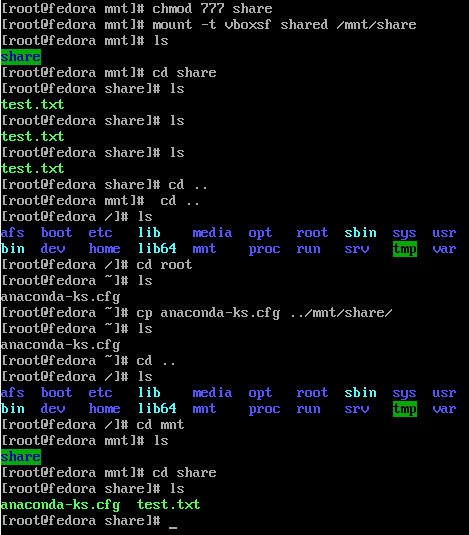 [root@fedora mnt]# chmod 777 share
[root@fedora mnt]# mount -t vboxsf shared /mnt/share
[root@fedora mnt]# ls
share
[root@fedora mnt]# cd share
[root@fedora share]# ls
test.txt
[root@fedora share]# ls
test.txt
[root@fedora share]# ls
test.txt
[root@fedora share]# cd ..
[root@fedora mnt]#  cd ..
[root@fedora /]# ls
afs  boot  etc   lib    media  opt   root  sbin  sys  usr
bin  dev   home  lib64  mnt    proc  run   srv   tmp  var
[root@fedora /]# cd root
[root@fedora ~]# ls
anaconda-ks.cfg
[root@fedora ~]# cp anaconda-ks.cfg ../mnt/share/
[root@fedora ~]# ls
anaconda-ks.cfg
[root@fedora ~]# cd ..
[root@fedora /]# ls
afs  boot  etc   lib    media  opt   root  sbin  sys  usr
bin  dev   home  lib64  mnt    proc  run   srv   tmp  var
[root@fedora /]# cd mnt
[root@fedora mnt]# ls
share
[root@fedora mnt]# cd share
[root@fedora share]# ls
anaconda-ks.cfg  test.txt
[root@fedora share]# _